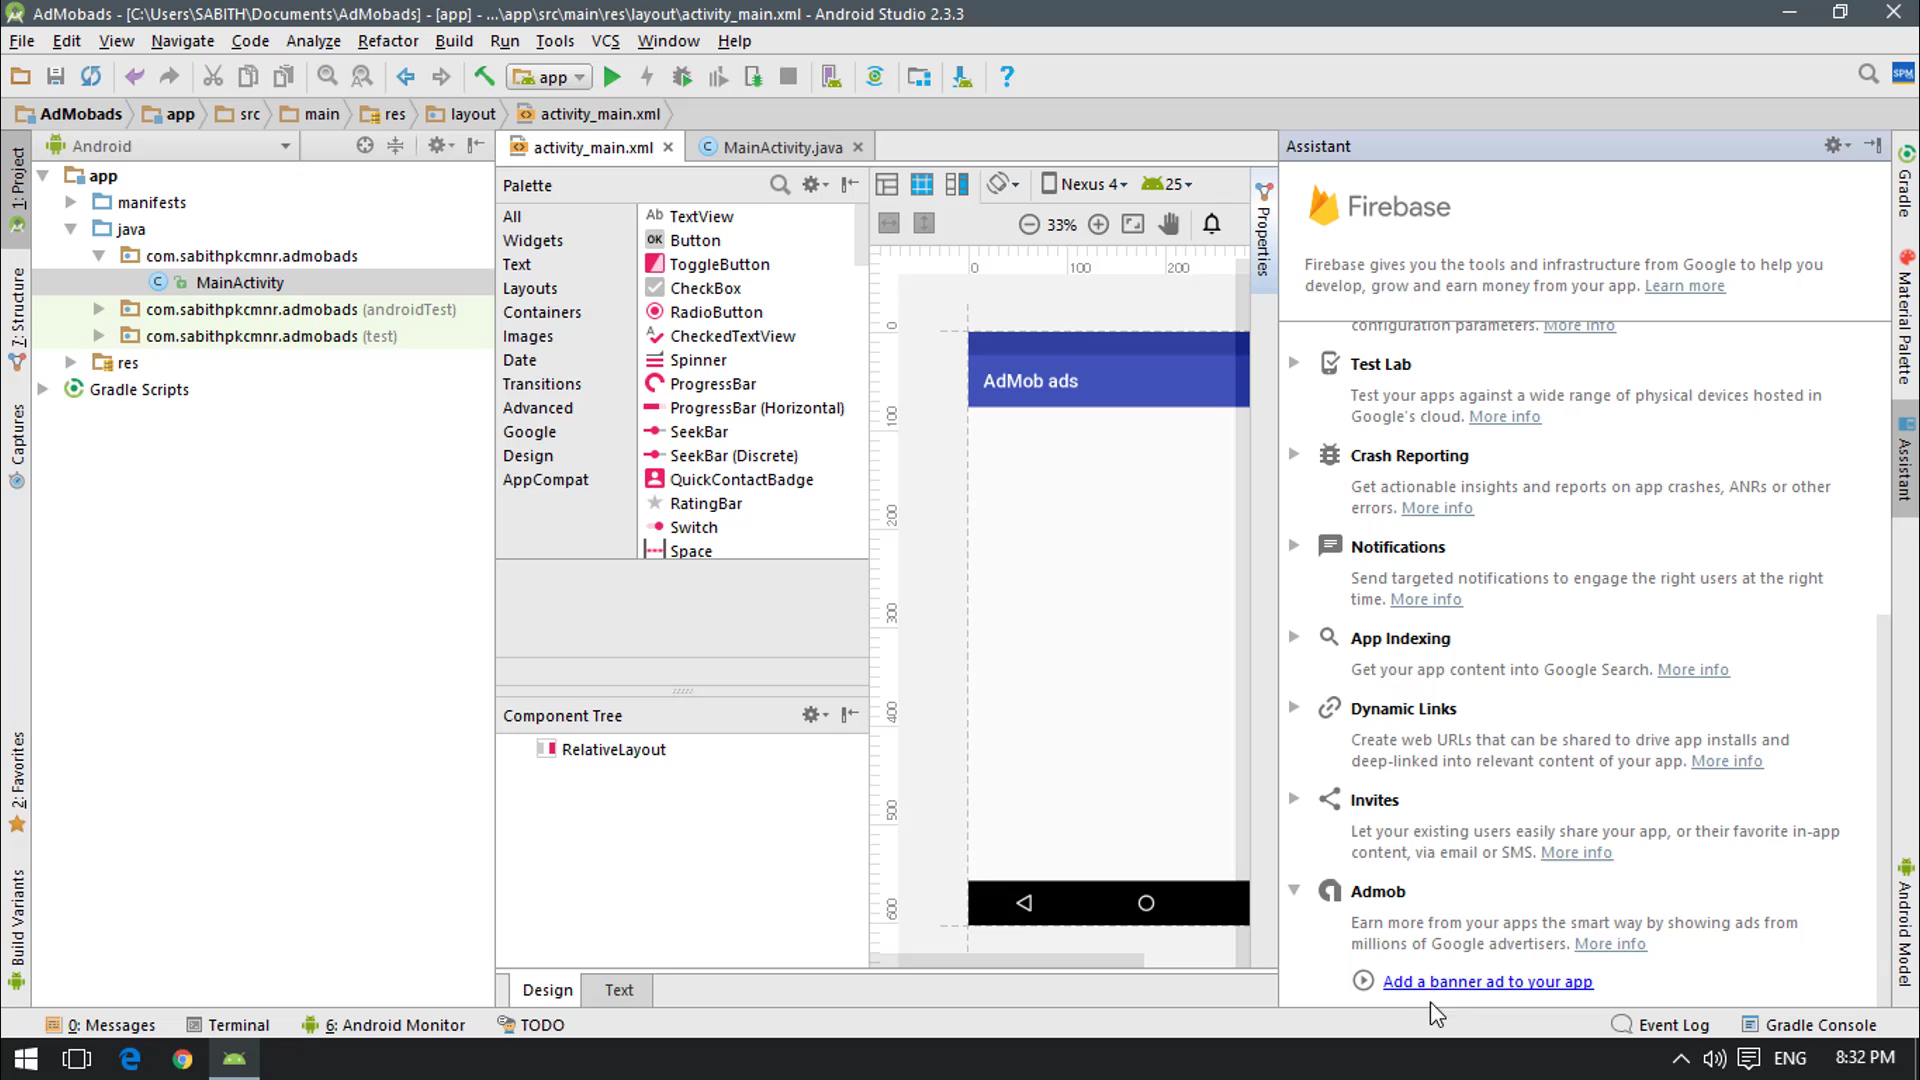 AdMobads - [C:\Users\SABITH\Documents\AdMobads] - [app] - ...\app\src\main\res\layout\activity_main.xml - Android Studio 2.3.3
File Edit View Navigate Code Analyze Refactor Build Run Tools VCS Window Help
app
SPM
AdMobads app src main res layout activity_main.xml
1: Project
7: Structure
Captures
2: Favorites
Build Variants
Android
app
manifests
java
com.sabithpkcmnr.admobads
MainActivity
com.sabithpkcmnr.admobads (androidTest)
com.sabithpkcmnr.admobads (test)
res
Gradle Scripts
activity_main.xml
MainActivity.java
Palette
All
Widgets
Text
Layouts
Containers
Images
Date
Transitions
Advanced
Google
Design
AppCompat
Ab TextView
OK Button
ToggleButton
CheckBox
RadioButton
CheckedTextView
Spinner
ProgressBar
ProgressBar (Horizontal)
SeekBar
SeekBar (Discrete)
QuickContactBadge
RatingBar
Switch
Space
Component Tree
RelativeLayout
Nexus 4 25
33%
0 100 200
0
100
200
300
400
500
600
AdMob ads
Properties
Design Text
Assistant
Firebase
Firebase gives you the tools and infrastructure from Google to help you
develop, grow and earn money from your app. Learn more
configuration parameters. More info
Test Lab
Test your apps against a wide range of physical devices hosted in
Google's cloud. More info
Crash Reporting
Get actionable insights and reports on app crashes, ANRs or other
errors. More info
Notifications
Send targeted notifications to engage the right users at the right
time. More info
App Indexing
Get your app content into Google Search. More info
Dynamic Links
Create web URLs that can be shared to drive app installs and
deep-linked into relevant content of your app. More info
Invites
Let your existing users easily share your app, or their favorite in-app
content, via email or SMS. More info
Admob
Earn more from your apps the smart way by showing ads from
millions of Google advertisers. More info
Add a banner ad to your app
Gradle
Material Palette
Assistant
Android Model
0: Messages Terminal 6: Android Monitor TODO Event Log Gradle Console
ENG 8:32 PM